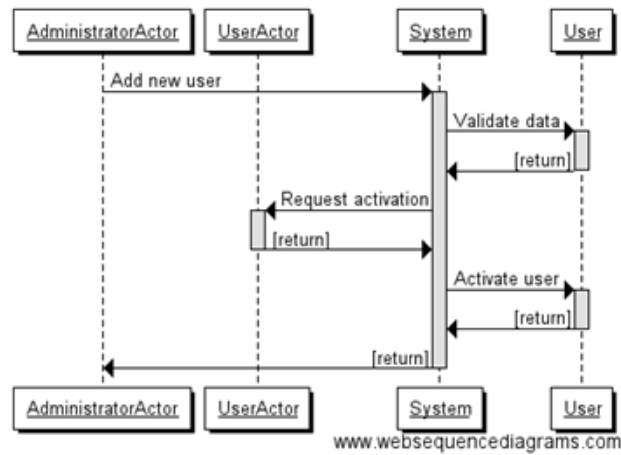 AdministratorActor UserActor System User
Add new user
Validate data
[return]
Request activation
[return]
Activate user
[return]
[return]
AdministratorActor UserActor System User
www.websequencediagrams.com